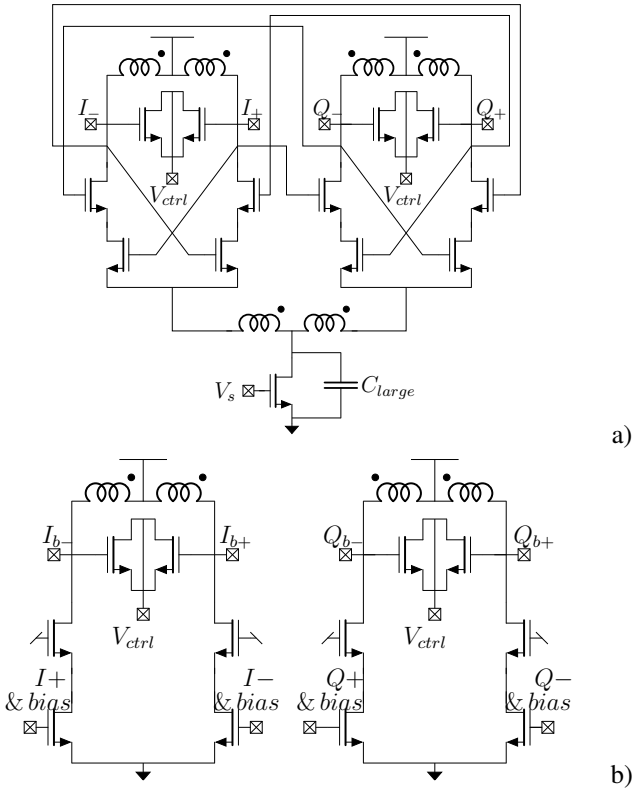 I− I+ Q− Q+
Vctrl Vctrl
Vs Clarge
a)
Ib− Ib+ Qb− Qb+
Vctrl Vctrl
I+ I− Q+ Q−
& bias & bias & bias & bias
b)